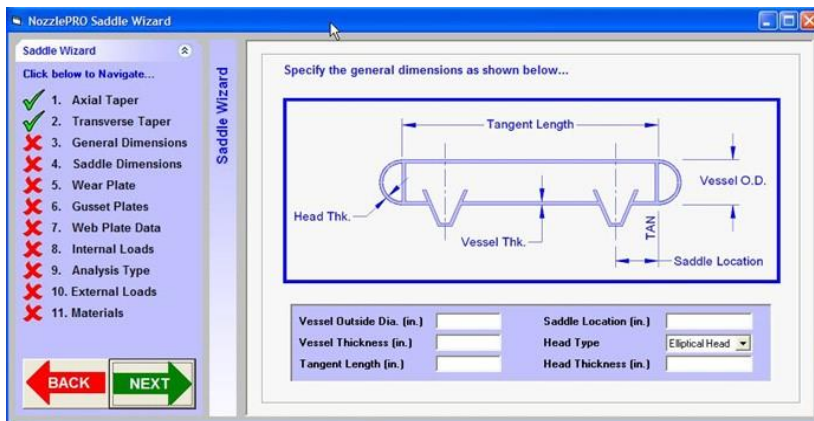 NozzlePRO Saddle Wizard
Saddle Wizard
Click below to Navigate...
1. Axial Taper
2. Transverse Taper
3. General Dimensions
4. Saddle Dimensions
5. Wear Plate
6. Gusset Plates
7. Web Plate Data
8. Internal Loads
9. Analysis Type
10. External Loads
11. Materials
BACK
NEXT
Saddle Wizard
Specify the general dimensions as shown below...
Tangent Length
Vessel O.D.
Head Thk.
Vessel Thk.
TAN
Saddle Location
Vessel Outside Dia. (in.)
Saddle Location (in.)
Vessel Thickness (in.)
Head Type
Elliptical Head
Tangent Length (in.)
Head Thickness (in.)